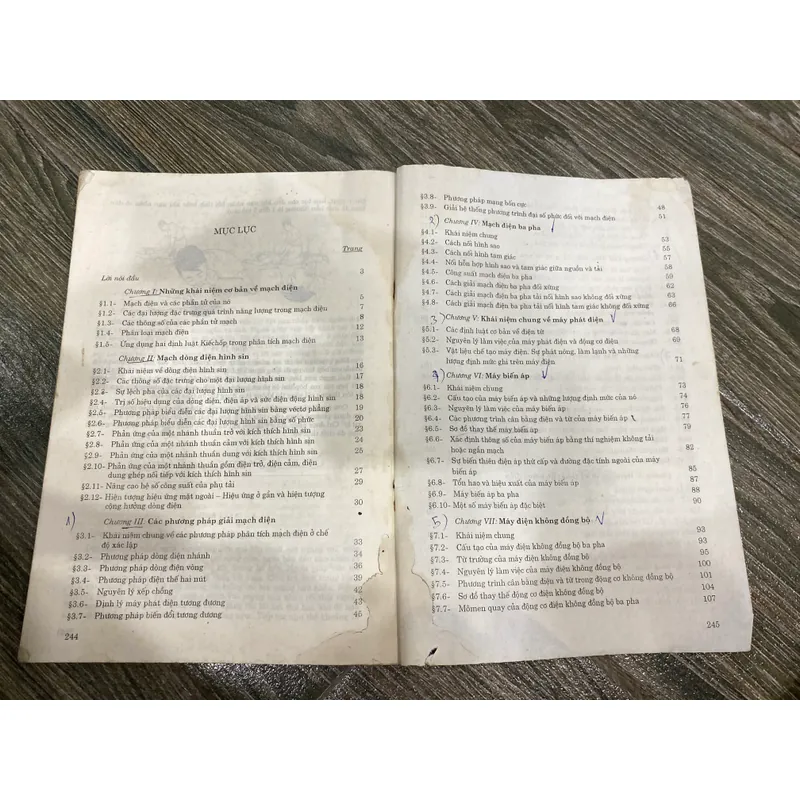 MỤC LỤC
Trang
Lời nói đầu 3
Chương I: Những khái niệm cơ bản về mạch điện
§1.1- Mạch điện và các phần tử của nó 5
§1.2- Các đại lượng đặc trưng quá trình năng lượng trong mạch điện 7
§1.3- Các thông số của các phần tử mạch 8
§1.4- Phân loại mạch điện 12
§1.5- Ứng dụng hai định luật Kiếchốp trong phân tích mạch điện 13
Chương II: Mạch dòng điện hình sin
§2.1- Khái niệm về dòng điện hình sin 16
§2.2- Các thông số đặc trưng cho một đại lượng hình sin 17
§2.3- Sự lệch pha của các đại lượng hình sin 18
§2.4- Trị số hiệu dụng của dòng điện, điện áp và sức điện động hình sin 18
§2.5- Phương pháp biểu diễn các đại lượng hình sin bằng véctơ phẳng 19
§2.6- Phương pháp biểu diễn các đại lượng hình sin bằng số phức 20
§2.7- Phản ứng của một nhánh thuần trở với kích thích hình sin 23
§2.8- Phản ứng của một nhánh thuần cảm với kích thích hình sin 24
§2.9- Phản ứng của một nhánh thuần dung với kích thích hình sin 25
§2.10- Phản ứng của một nhánh thuần gồm điện trở, điện cảm, điện
dung ghép nối tiếp với kích thích hình sin 27
§2.11- Nâng cao hệ số công suất của phụ tải 29
§2.12- Hiện tượng hiệu ứng mặt ngoài – Hiệu ứng ở gần và hiện tượng
cộng hưởng dòng điện 30
1) Chương III Các phương pháp giải mạch điện
§3.1- Khái niệm chung về các phương pháp phân tích mạch điện ở chế
độ xác lập 33
§3.2- Phương pháp dòng điện nhánh 34
§3.3- Phương pháp dòng điện vòng 36
§3.4- Phương pháp điện thế hai nút 39
§3.5- Nguyên lý xếp chồng 42
§3.6- Định lý máy phát điện tương đương 43
§3.7- Phương pháp biến đổi tương đương 45
244
§3.8- Phương pháp mạng bốn cực 48
§3.9- Giải hệ thống phương trình đại số phức đối với mạch điện 51
2) Chương IV: Mạch điện ba pha
§4.1- Khái niệm chung 53
§4.2- Cách nối hình sao 55
§4.3- Cách nối hình tam giác 57
§4.4- Nối hỗn hợp hình sao và tam giác giữa nguồn và tải 58
§4.5- Công suất mạch điện ba pha 59
§4.6- Cách giải mạch điện ba pha đối xứng 62
§4.7- Cách giải mạch điện ba pha tải nối hình sao không đối xứng 63
§4.8- Cách giải mạch điện ba pha tải nối hình tam giác không đối xứng 66
3) Chương V: Khái niệm chung về máy phát điện
§5.1- Các định luật cơ bản về điện từ 68
§5.2- Nguyên lý làm việc của máy phát điện và động cơ điện 69
§5.3- Vật liệu chế tạo máy điện. Sự phát nóng, làm lạnh và những
lượng định mức ghi trên máy điện 71
4) Chương VI: Máy biến áp
§6.1- Khái niệm chung 73
§6.2- Cấu tạo của máy biến áp và những lượng định mức của nó 74
§6.3- Nguyên lý làm việc của máy biến áp 76
§6.4- Các phương trình cân bằng điện và từ của máy biến áp 77
§6.5- Sơ đồ thay thế máy biến áp 79
§6.6- Xác định thông số của máy biến áp bằng thí nghiệm không tải
hoặc ngắn mạch 82
§6.7- Sự biến thiên điện áp thứ cấp và đường đặc tính ngoài của máy
biến áp 85
§6.8- Tổn hao và hiệu xuất của máy biến áp 87
§6.9- Máy biến áp ba pha 88
§6.10- Một số máy biến áp đặc biệt 90
5) Chương VII: Máy điện không đồng bộ
§7.1- Khái niệm chung 93
§7.2- Cấu tạo của máy điện không đồng bộ ba pha 93
§7.3- Từ trường của máy điện không đồng bộ 95
§7.4- Nguyên lý làm việc của máy điện không đồng bộ 100
§7.5- Phương trình cân bằng điện và từ trong động cơ không đồng bộ 101
§7.6- Sơ đồ thay thế động cơ điện không đồng bộ 104
§7.7- Mômen quay của động cơ điện không đồng bộ ba pha 107
245